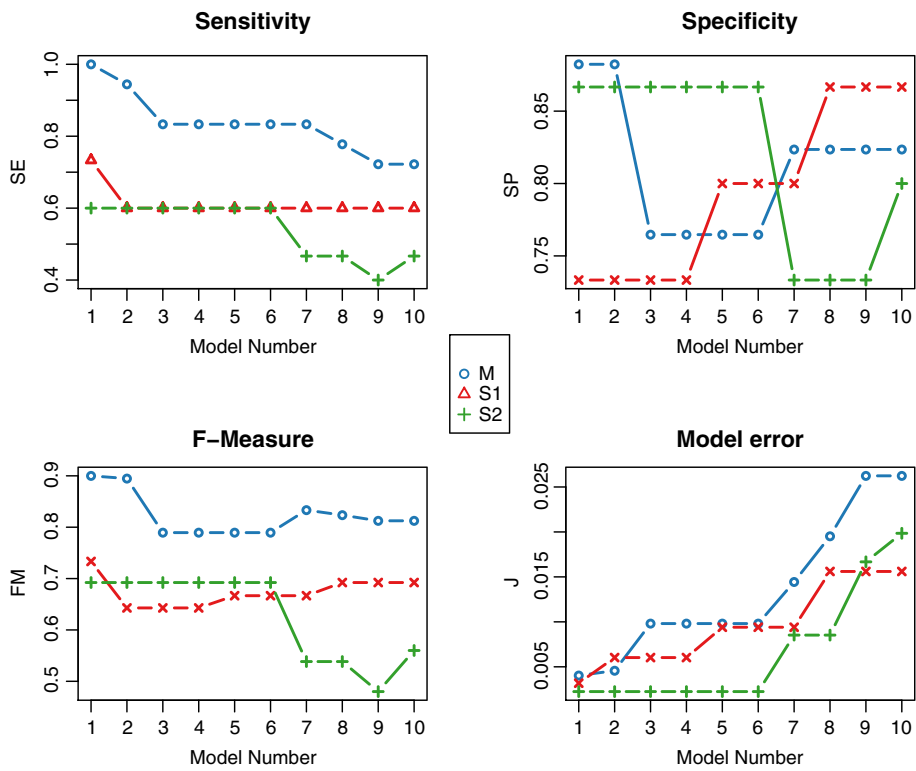 Sensitivity
SE
1.0
0.8
0.6
0.4
1 2 3 4 5 6 7 8 9 10
Model Number
Specificity
SP
0.85
0.80
0.75
1 2 3 4 5 6 7 8 9 10
Model Number
M
S1
S2
F−Measure
FM
0.9
0.8
0.7
0.6
0.5
1 2 3 4 5 6 7 8 9 10
Model Number
Model error
J
0.025
0.015
0.005
1 2 3 4 5 6 7 8 9 10
Model Number